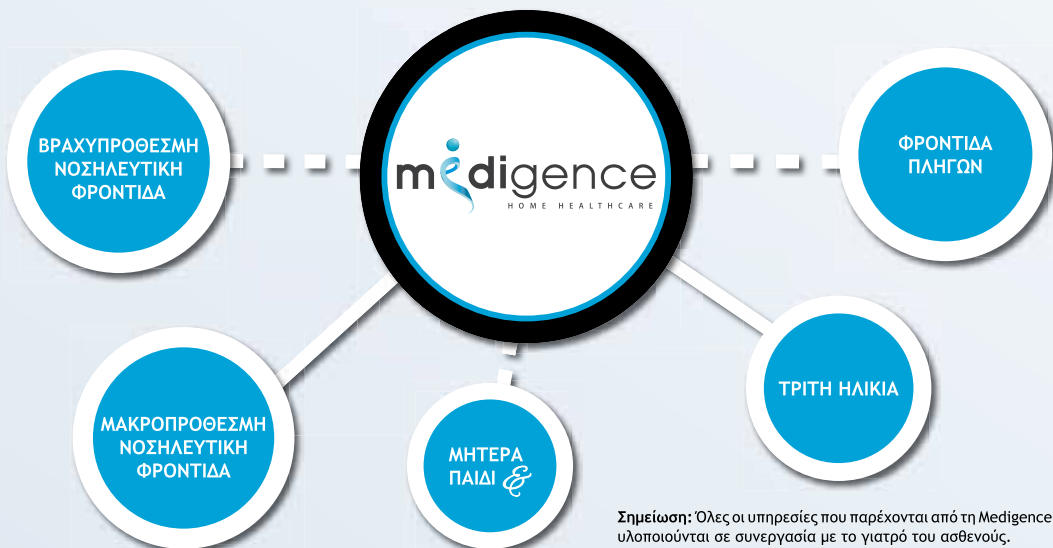 medigence
HOME HEALTHCARE
ΒΡΑΧΥΠΡΟΘΕΣΜΗ
ΝΟΣΗΛΕΥΤΙΚΗ
ΦΡΟΝΤΙΔΑ
ΦΡΟΝΤΙΔΑ
ΠΛΗΓΩΝ
ΜΑΚΡΟΠΡΟΘΕΣΜΗ
ΝΟΣΗΛΕΥΤΙΚΗ
ΦΡΟΝΤΙΔΑ
ΜΗΤΕΡΑ
ΠΑΙΔΙ &
ΤΡΙΤΗ ΗΛΙΚΙΑ
Σημείωση: Όλες οι υπηρεσίες που παρέχονται από τη Medigence
υλοποιούνται σε συνεργασία με το γιατρό του ασθενούς.